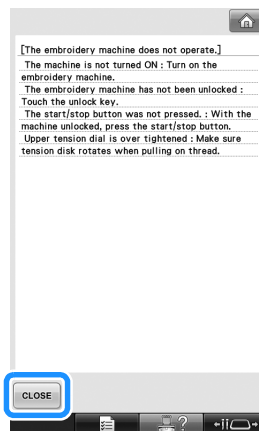 [The embroidery machine does not operate.]
The machine is not turned ON : Turn on the
embroidery machine.
The embroidery machine has not been unlocked :
Touch the unlock key.
The start/stop button was not pressed. : With the
machine unlocked, press the start/stop button.
Upper tension dial is over tightened : Make sure
tension disk rotates when pulling on thread.
CLOSE
?